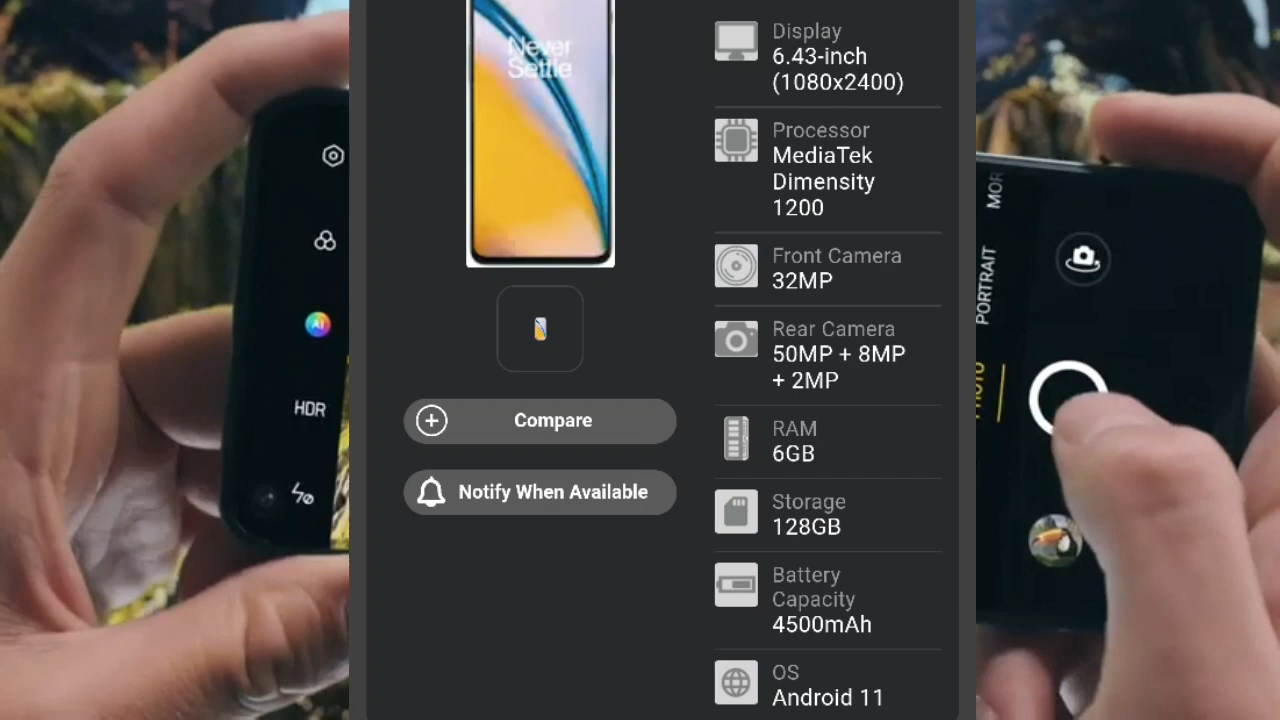 Never
Settle
Compare
Notify When Available
Display
6.43-inch
(1080x2400)
Processor
MediaTek
Dimensity
1200
Front Camera
32MP
Rear Camera
50MP + 8MP
+ 2MP
RAM
6GB
Storage
128GB
Battery
Capacity
4500mAh
OS
Android 11
AI
HDR
PORTRAIT